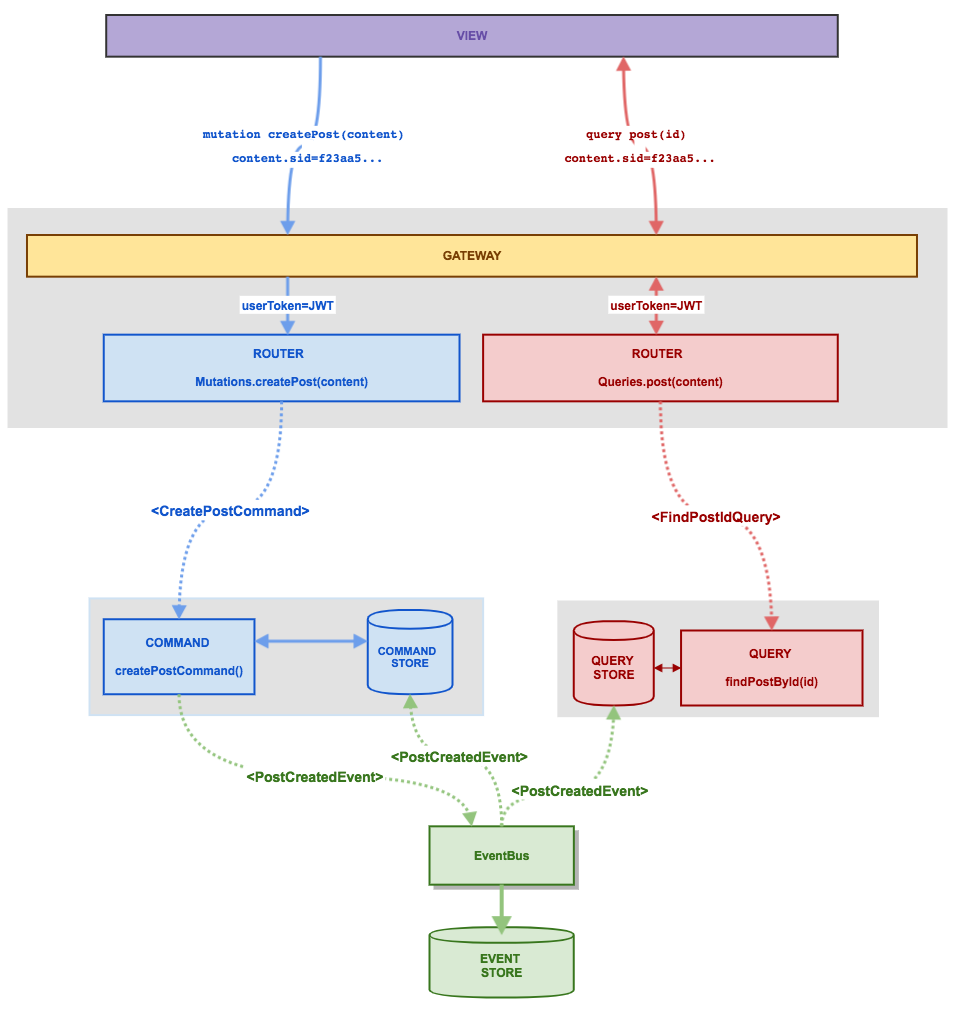 VIEW
mutation createPost(content)
content.sid=f23aa5...
query post(id)
content.sid=f23aa5...
GATEWAY
userToken=JWT
userToken=JWT
ROUTER
Mutations.createPost(content)
ROUTER
Queries.post(content)
<CreatePostCommand>
<FindPostIdQuery>
COMMAND
createPostCommand()
COMMAND
STORE
QUERY
STORE
QUERY
findPostById(id)
<PostCreatedEvent>
<PostCreatedEvent>
<PostCreatedEvent>
EventBus
EVENT
STORE